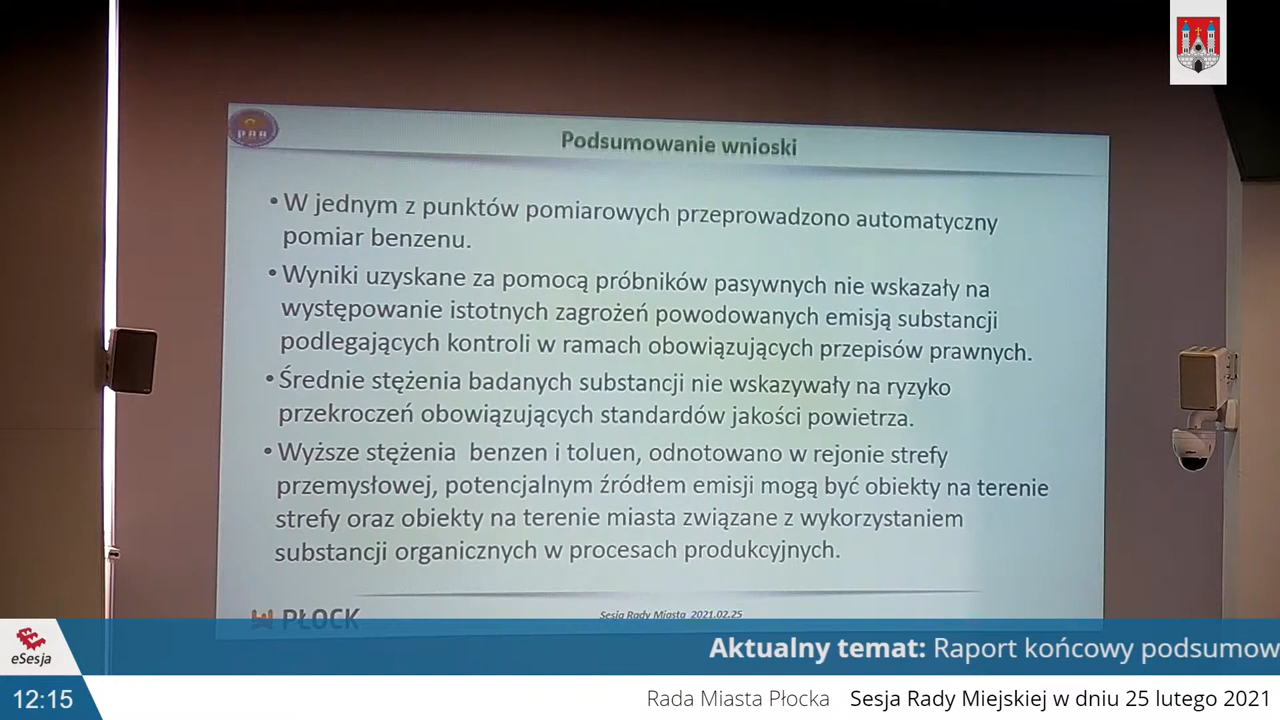 PAN
Podsumowanie wnioski
• W jednym z punktów pomiarowych przeprowadzono automatyczny
pomiar benzenu.
• Wyniki uzyskane za pomocą próbników pasywnych nie wskazały na
występowanie istotnych zagrożeń powodowanych emisją substancji
podlegających kontroli w ramach obowiązujących przepisów prawnych.
• Średnie stężenia badanych substancji nie wskazywały na ryzyko
przekroczeń obowiązujących standardów jakości powietrza.
• Wyższe stężenia benzen i toluen, odnotowano w rejonie strefy
przemysłowej, potencjalnym źródłem emisji mogą być obiekty na terenie
strefy oraz obiekty na terenie miasta związane z wykorzystaniem
substancji organicznych w procesach produkcyjnych.
PŁOCK
Sesja Rady Miasta 2021.02.25
eSesja
Aktualny temat: Raport końcowy podsumow
12:15
Rada Miasta Płocka Sesja Rady Miejskiej w dniu 25 lutego 2021